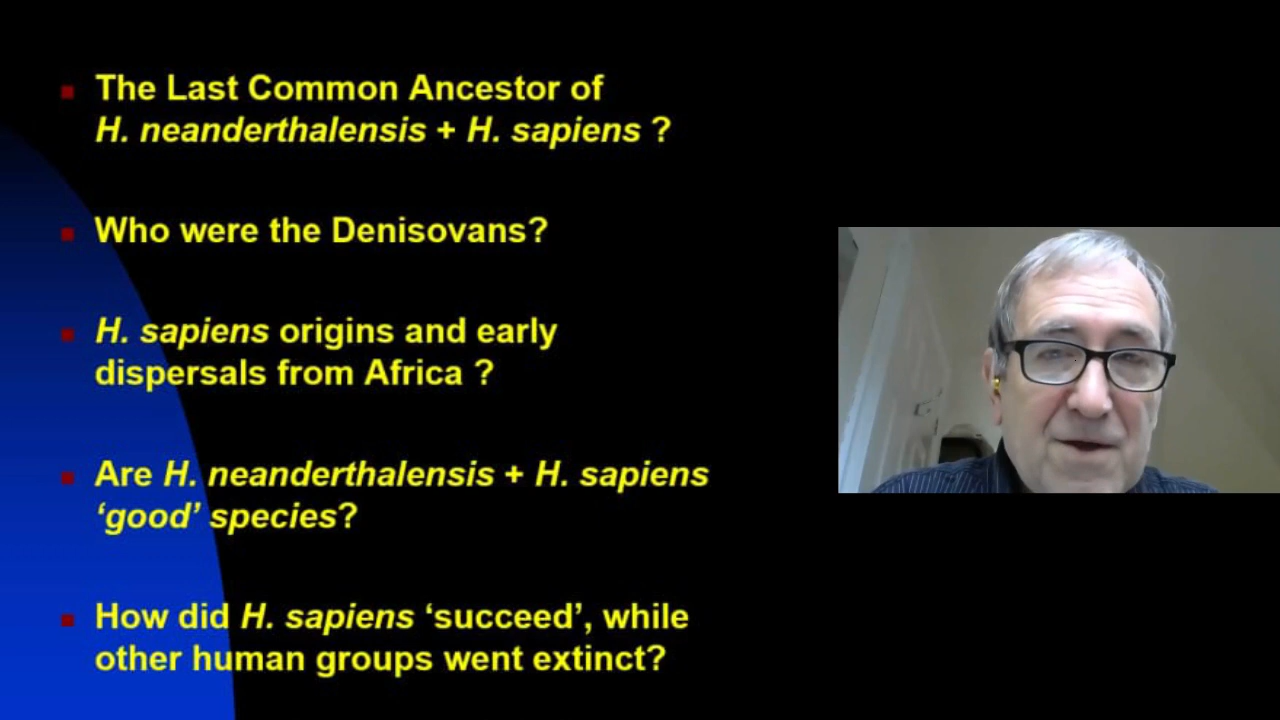 The Last Common Ancestor of
H. neanderthalensis + H. sapiens ?
Who were the Denisovans?
H. sapiens origins and early
dispersals from Africa ?
Are H. neanderthalensis + H. sapiens
‘good’ species?
How did H. sapiens ‘succeed’, while
other human groups went extinct?